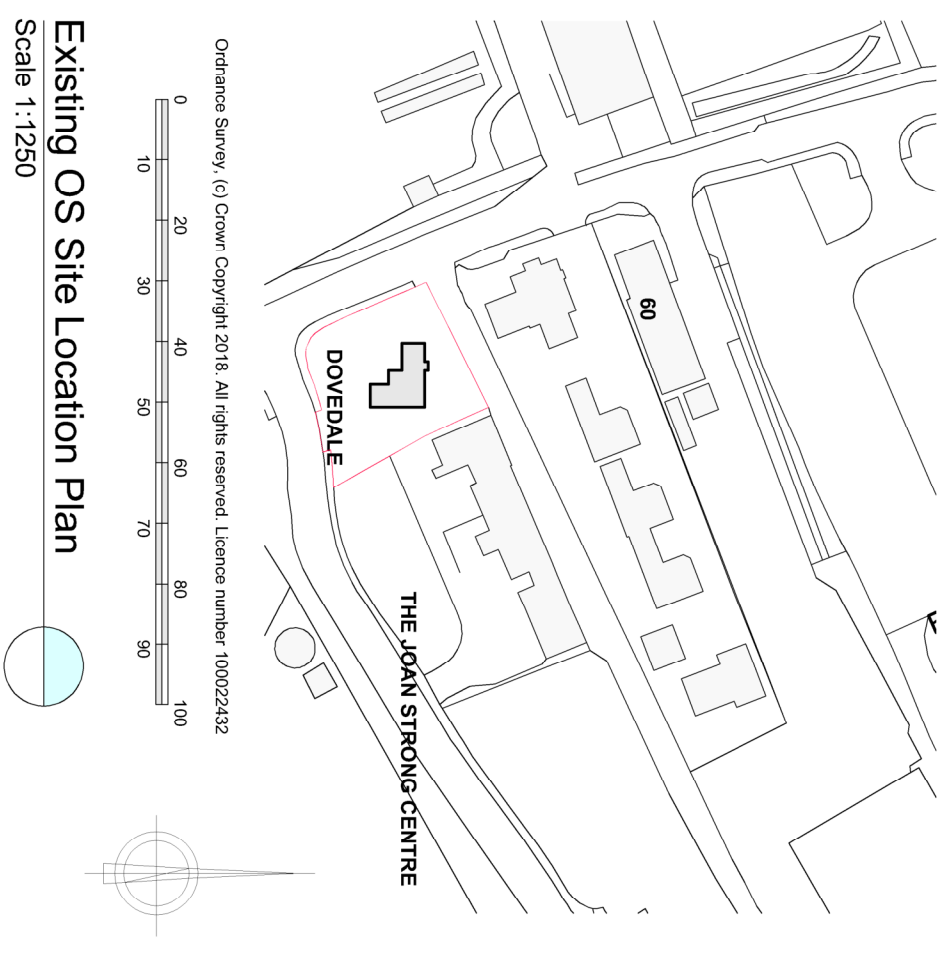 60
DOVEDALE
THE JOAN STRONG CENTRE
Ordnance Survey, (c) Crown Copyright 2018. All rights reserved. Licence number 100022432
0 10 20 30 40 50 60 70 80 90 100
Existing OS Site Location Plan
Scale 1:1250